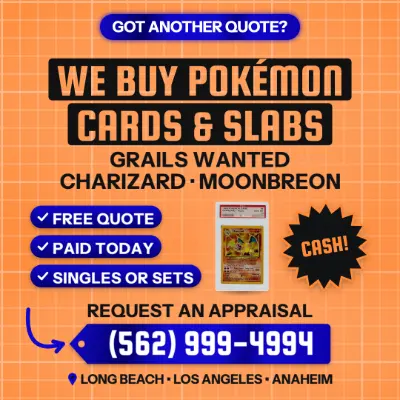 GOT ANOTHER QUOTE?
WE BUY POKÉMON
CARDS & SLABS
GRAILS WANTED
CHARIZARD • MOONBREON
✓ FREE QUOTE
✓ PAID TODAY
✓ SINGLES OR SETS
CASH!
REQUEST AN APPRAISAL
(562) 999-4994
LONG BEACH • LOS ANGELES • ANAHEIM